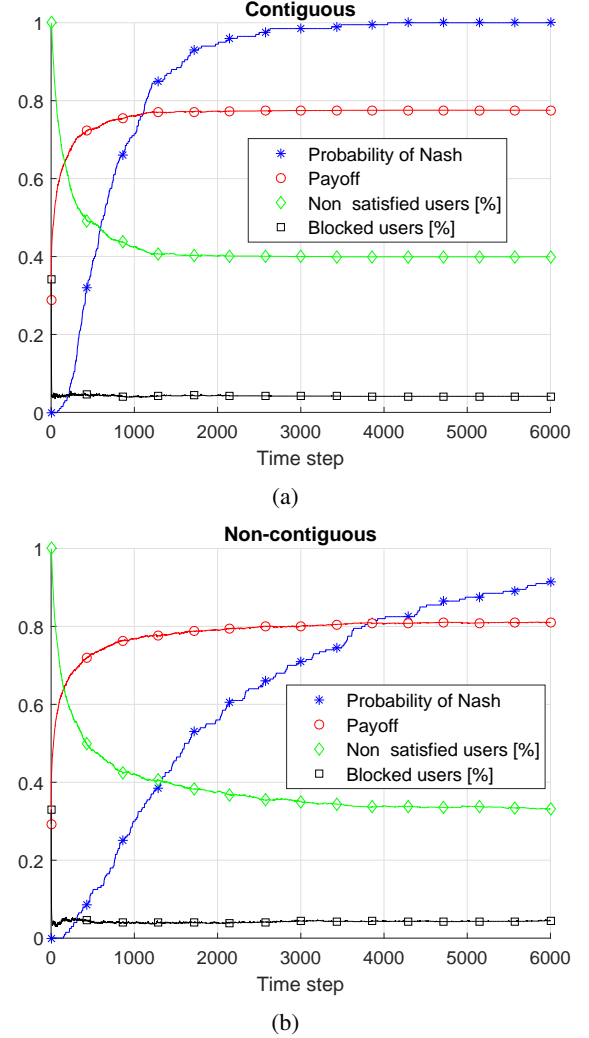 Contiguous
1
0.8
0.6
0.4
0.2
0
Probability of Nash
Payoff
Non satisfied users [%]
Blocked users [%]
0 1000 2000 3000 4000 5000 6000
Time step
(a)
Non-contiguous
1
0.8
0.6
0.4
0.2
0
Probability of Nash
Payoff
Non satisfied users [%]
Blocked users [%]
0 1000 2000 3000 4000 5000 6000
Time step
(b)